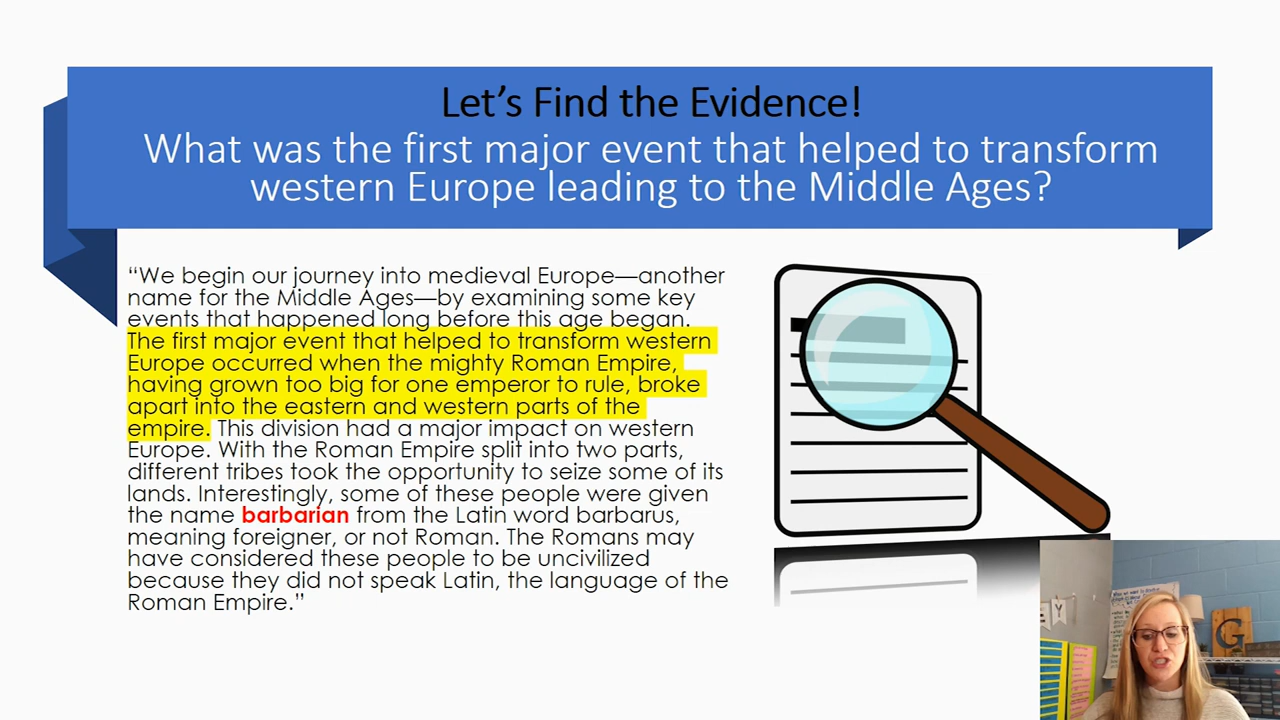 Let's Find the Evidence!
What was the first major event that helped to transform
western Europe leading to the Middle Ages?
“We begin our journey into medieval Europe—another
name for the Middle Ages—by examining some key
events that happened long before this age began.
The first major event that helped to transform western
Europe occurred when the mighty Roman Empire,
having grown too big for one emperor to rule, broke
apart into the eastern and western parts of the
empire. This division had a major impact on western
Europe. With the Roman Empire split into two parts,
different tribes took the opportunity to seize some of its
lands. Interestingly, some of these people were given
the name barbarian from the Latin word barbarus,
meaning foreigner, or not Roman. The Romans may
have considered these people to be uncivilized
because they did not speak Latin, the language of the
Roman Empire.”
EY
G